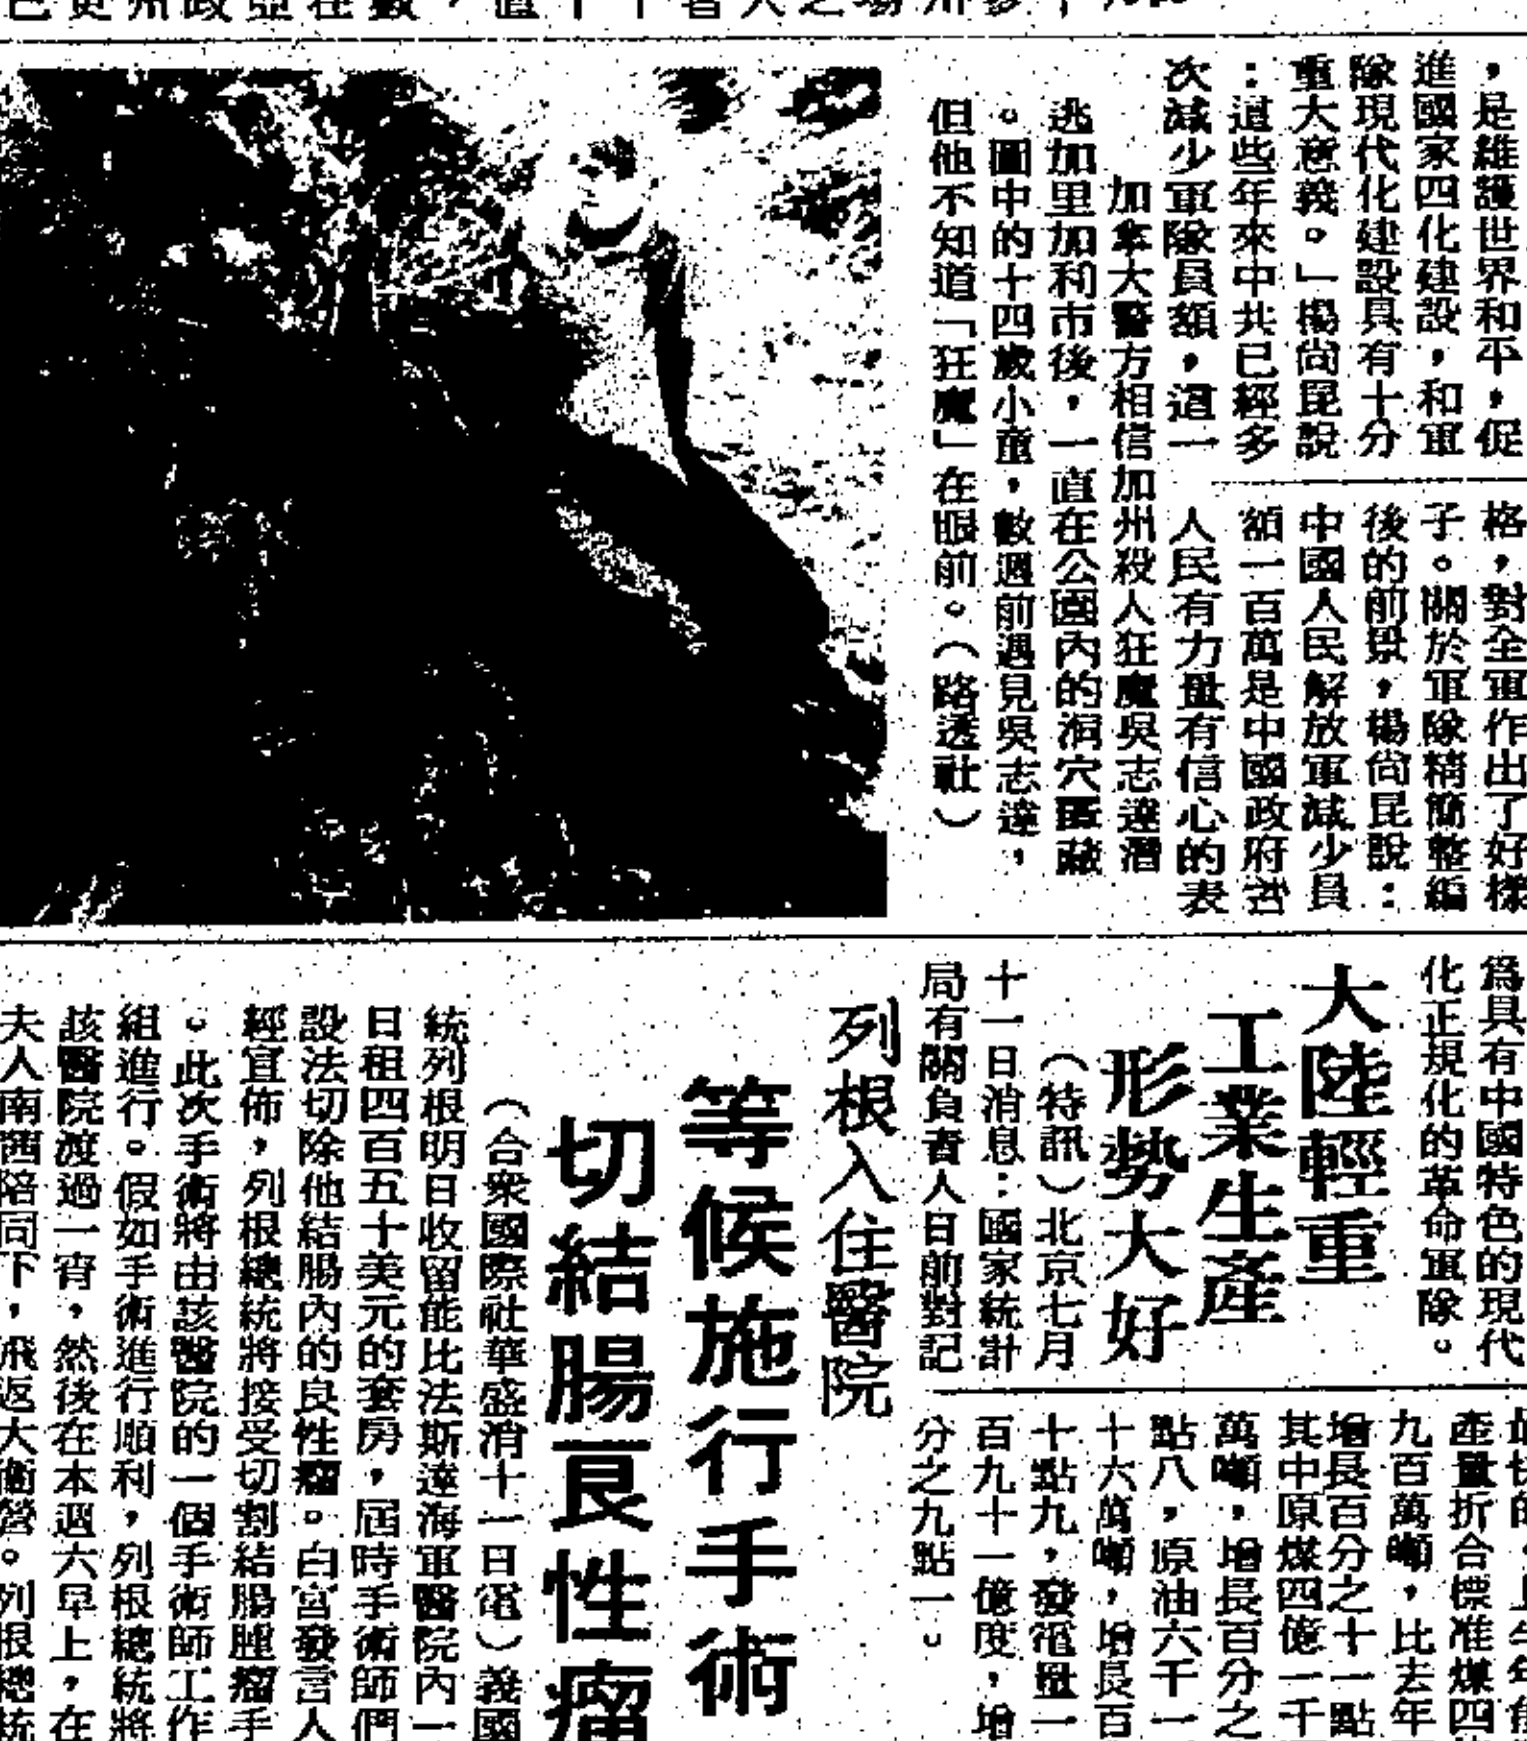 ，是維護世界和平，促
進國家四化建設，和軍
隊現代化建設具有十分
重大意義。」楊尚昆說
：這些年來中共已經多
次減少軍隊員額，這一
格，對全軍作出了好樣
子。關於軍隊精簡整編
後的前景，楊尚昆說：
中國人民解放軍減少員
額一百萬是中國政府
人民有力量有信心的表
加拿大警方相信加州殺人狂魔吳志達潛
逃加里加利市後，一直在公園內的洞穴匿藏
。圖中的十四歲小童，數週前遇見吳志達，
但他不知道「狂魔」在眼前。（路透社）
為具有中國特色的現代
化正規化的革命軍隊。
大陸輕重
工業生產
形勢大好
（特訊）北京七月
十一日消息：國家統計
局有關負責人日前對記
產量折合標准煤四
九百萬噸，比去年
增長百分之十一點
其中原煤四億一千
萬噸，增長百分之
點八，原油六千一
十六萬噸，增長百
十點九，發電量一
百九十一億度，增
分之九點一。
列根入住醫院
等候施行手術
切結腸良性瘤
（合衆國際社華盛消十一日電）義國
統列根明日收留能比法斯達海軍醫院內一
日租四百五十美元的套房，屆時手術師們
設法切除他結腸內的良性瘤。白宮發言人
經宣佈，列根總統將接受切割結腸腫瘤手
。此次手術將由該醫院的一個手術師工作
組進行。假如手術進行順利，列根總統將
該醫院渡過一宵，然後在本週六早上，在
夫人南茜陪同下，飛返大衞營。列根總統